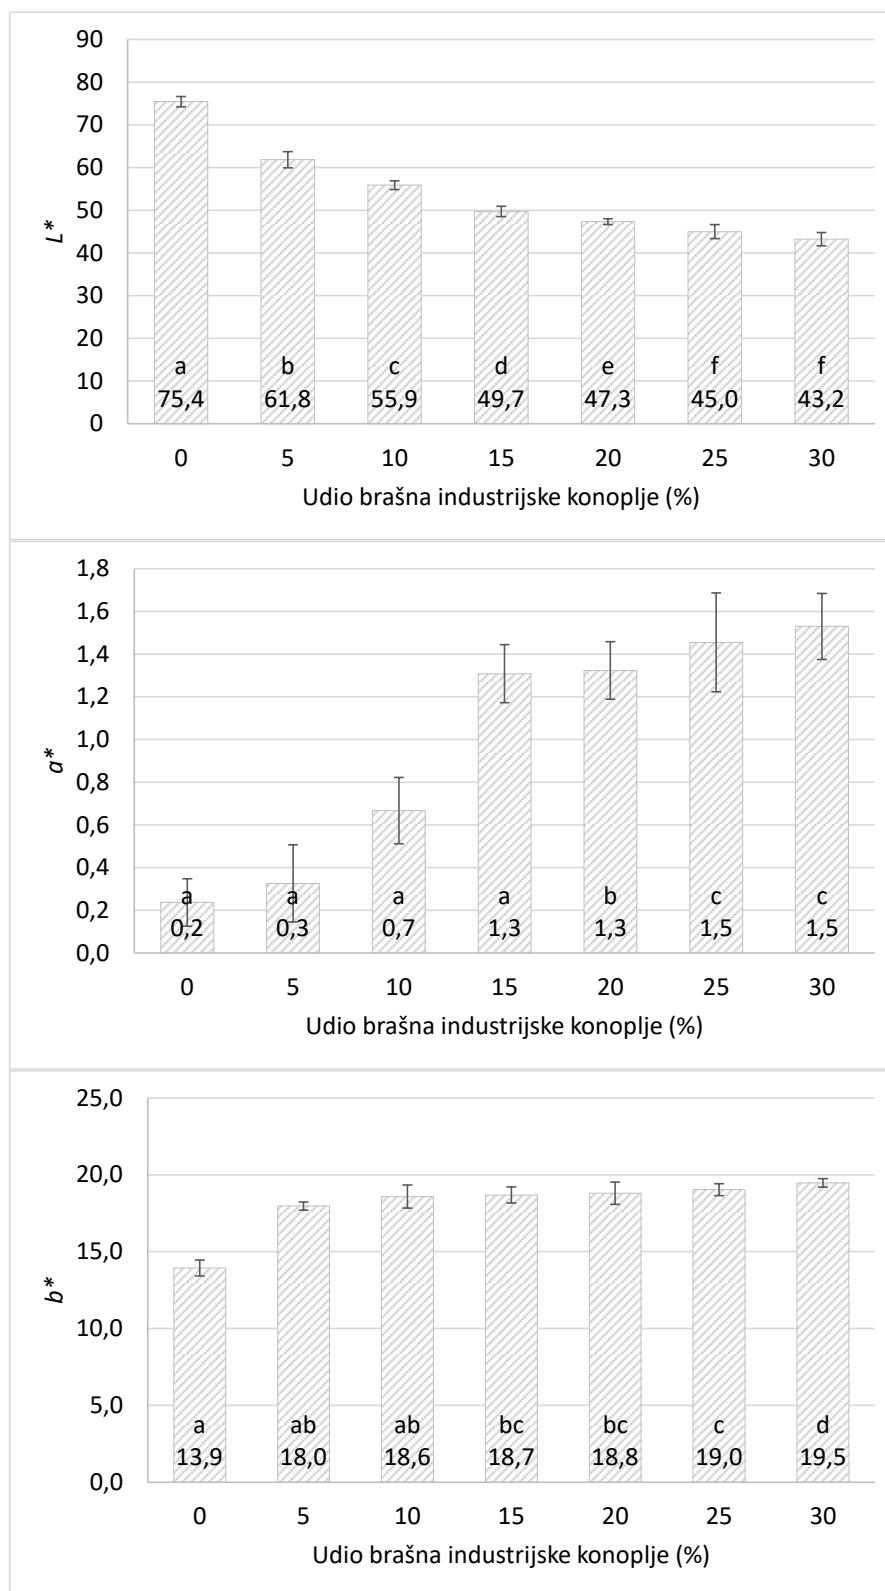 90
80
70
60
50
40
30
20
10
0
L*
a b c d e f f
75,4 61,8 55,9 49,7 47,3 45,0 43,2
0 5 10 15 20 25 30
Udio brašna industrijske konoplje (%)
1,8
1,6
1,4
1,2
1,0
0,8
0,6
0,4
0,2
0,0
a*
a a a a b c c
0,2 0,3 0,7 1,3 1,3 1,5 1,5
0 5 10 15 20 25 30
Udio brašna industrijske konoplje (%)
25,0
20,0
15,0
10,0
5,0
0,0
b*
a ab ab bc bc c d
13,9 18,0 18,6 18,7 18,8 19,0 19,5
0 5 10 15 20 25 30
Udio brašna industrijske konoplje (%)